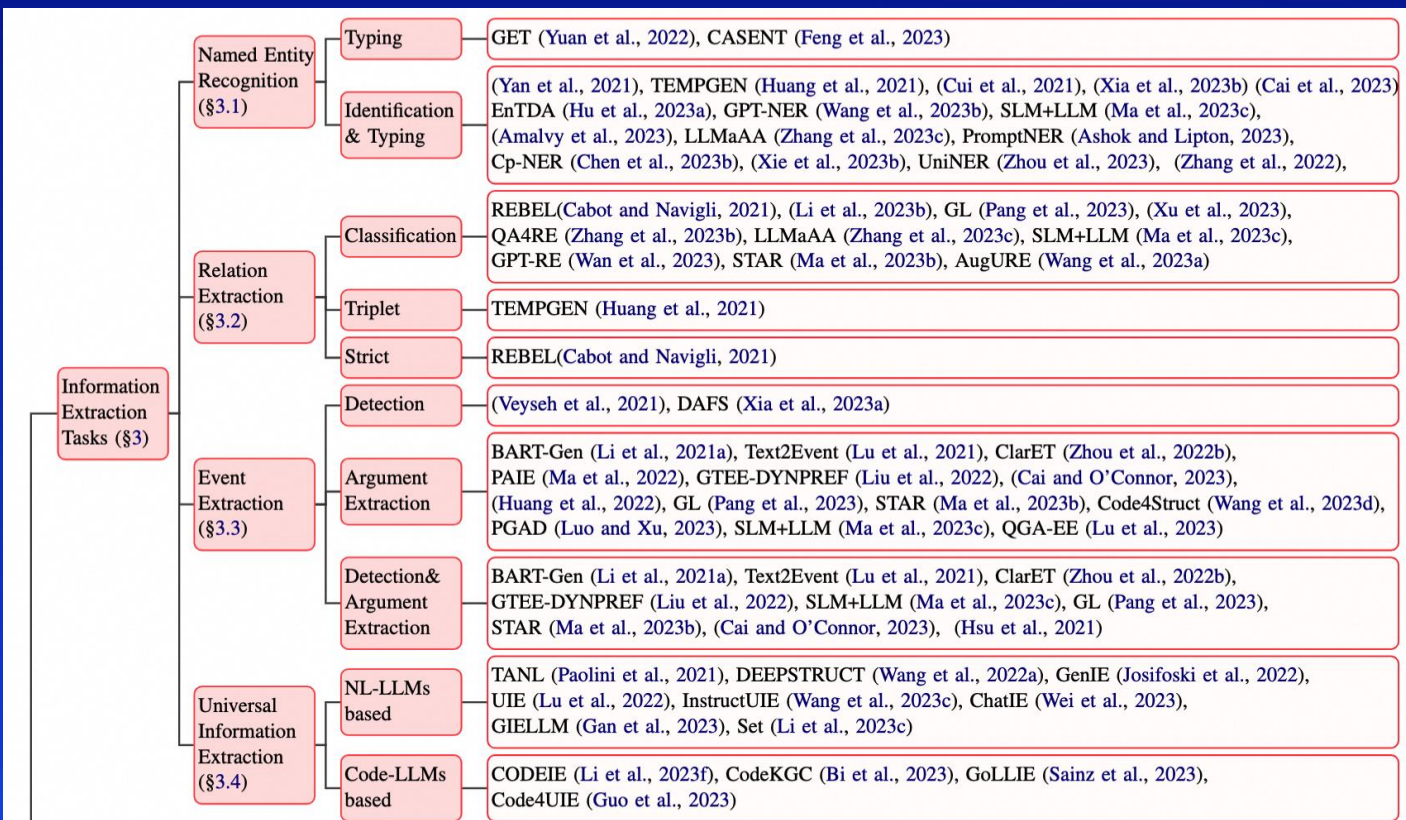 Information
Extraction
Tasks (§3)
Named Entity
Recognition
(§3.1)
Typing
GET (Yuan et al., 2022), CASENT (Feng et al., 2023)
Identification
& Typing
(Yan et al., 2021), TEMPGEN (Huang et al., 2021), (Cui et al., 2021), (Xia et al., 2023b) (Cai et al., 2023)
EnTDA (Hu et al., 2023a), GPT-NER (Wang et al., 2023b), SLM+LLM (Ma et al., 2023c),
(Amalvy et al., 2023), LLMaAA (Zhang et al., 2023c), PromptNER (Ashok and Lipton, 2023),
Cp-NER (Chen et al., 2023b), (Xie et al., 2023b), UniNER (Zhou et al., 2023), (Zhang et al., 2022),
Relation
Extraction
(§3.2)
Classification
REBEL(Cabot and Navigli, 2021), (Li et al., 2023b), GL (Pang et al., 2023), (Xu et al., 2023),
QA4RE (Zhang et al., 2023b), LLMaAA (Zhang et al., 2023c), SLM+LLM (Ma et al., 2023c),
GPT-RE (Wan et al., 2023), STAR (Ma et al., 2023b), AugURE (Wang et al., 2023a)
Triplet
TEMPGEN (Huang et al., 2021)
Strict
REBEL(Cabot and Navigli, 2021)
Event
Extraction
(§3.3)
Detection
(Veyseh et al., 2021), DAFS (Xia et al., 2023a)
Argument
Extraction
BART-Gen (Li et al., 2021a), Text2Event (Lu et al., 2021), ClarET (Zhou et al., 2022b),
PAIE (Ma et al., 2022), GTEE-DYNPREF (Liu et al., 2022), (Cai and O'Connor, 2023),
(Huang et al., 2022), GL (Pang et al., 2023), STAR (Ma et al., 2023b), Code4Struct (Wang et al., 2023d),
PGAD (Luo and Xu, 2023), SLM+LLM (Ma et al., 2023c), QGA-EE (Lu et al., 2023)
Detection&
Argument
Extraction
BART-Gen (Li et al., 2021a), Text2Event (Lu et al., 2021), ClarET (Zhou et al., 2022b),
GTEE-DYNPREF (Liu et al., 2022), SLM+LLM (Ma et al., 2023c), GL (Pang et al., 2023),
STAR (Ma et al., 2023b), (Cai and O'Connor, 2023), (Hsu et al., 2021)
Universal
Information
Extraction
(§3.4)
NL-LLMs
based
TANL (Paolini et al., 2021), DEEPSTRUCT (Wang et al., 2022a), GenIE (Josifoski et al., 2022),
UIE (Lu et al., 2022), InstructUIE (Wang et al., 2023c), ChatIE (Wei et al., 2023),
GIELLM (Gan et al., 2023), Set (Li et al., 2023c)
Code-LLMs
based
CODEIE (Li et al., 2023f), CodeKGC (Bi et al., 2023), GoLLIE (Sainz et al., 2023),
Code4UIE (Guo et al., 2023)